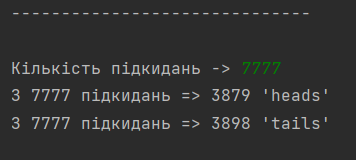 ------------------------------
Кількість підкидань -> 7777
З 7777 підкидань => 3879 'heads'
З 7777 підкидань => 3898 'tails'